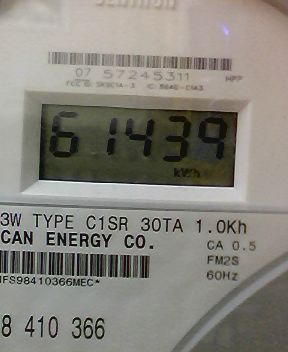 07 57245311
61439
kWh
3W TYPE C1SR 30TA 1.0Kh
CAN ENERGY CO.
CA 0.5
FM2S
60Hz
8 410 366